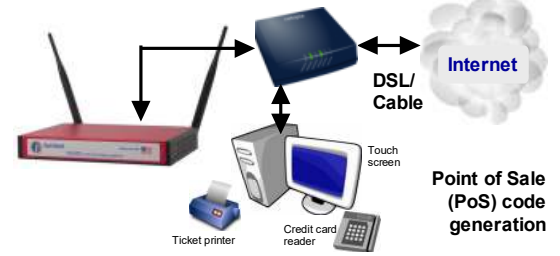 Internet
DSL/
Cable
Touch
screen
Point of Sale
(PoS) code
generation
Credit card
reader
Ticket printer